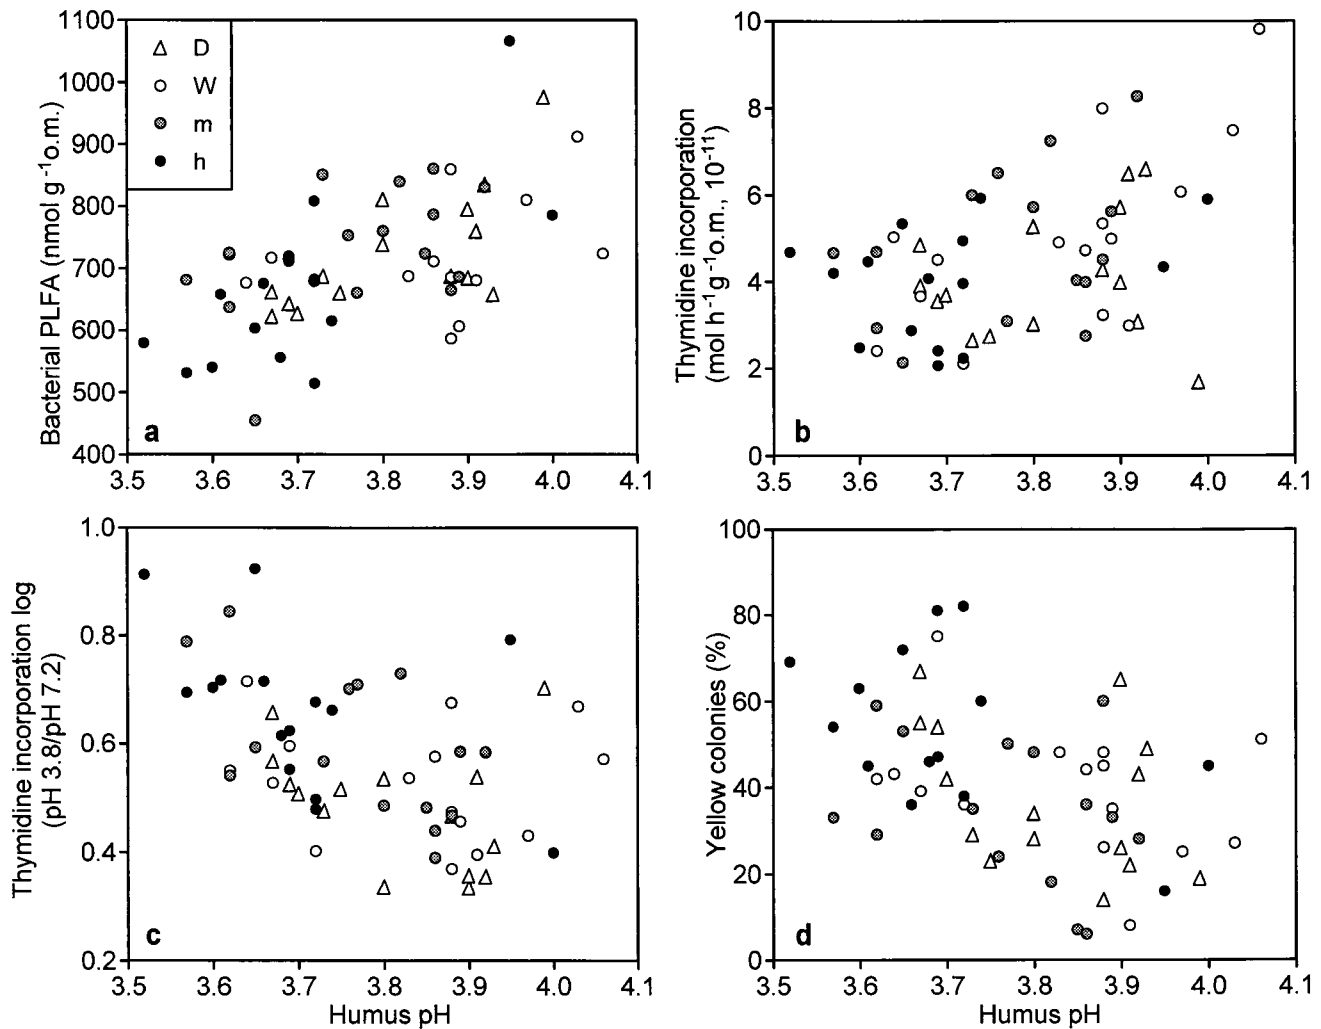 1100
1000
900
800
700
600
500
400
Bacterial PLFA (nmol g⁻¹o.m.)
D
W
m
h
a
3.5 3.6 3.7 3.8 3.9 4.0 4.1
10
8
6
4
2
0
Thymidine incorporation
(mol h⁻¹g⁻¹o.m., 10⁻¹¹)
b
3.5 3.6 3.7 3.8 3.9 4.0 4.1
1.0
0.8
0.6
0.4
0.2
Thymidine incorporation log
(pH 3.8/pH 7.2)
c
3.5 3.6 3.7 3.8 3.9 4.0 4.1
Humus pH
100
80
60
40
20
0
Yellow colonies (%)
d
3.5 3.6 3.7 3.8 3.9 4.0 4.1
Humus pH